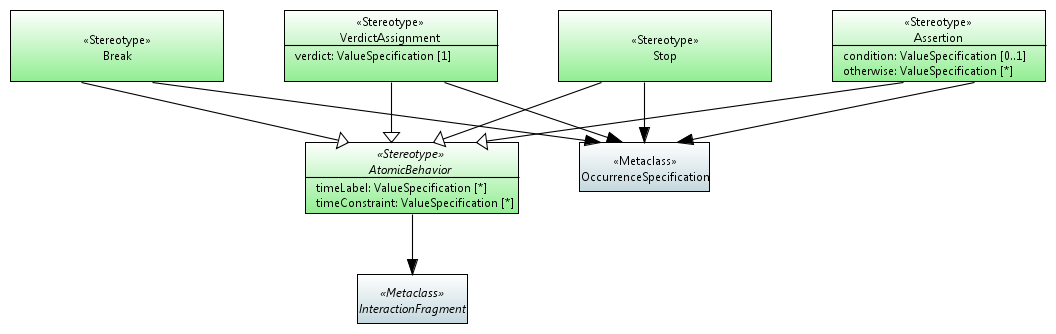 «Stereotype»
Break
«Stereotype»
VerdictAssignment
verdict: ValueSpecification [1]
«Stereotype»
Stop
«Stereotype»
Assertion
condition: ValueSpecification [0..1]
otherwise: ValueSpecification [*]
«Stereotype»
AtomicBehavior
timeLabel: ValueSpecification [*]
timeConstraint: ValueSpecification [*]
«Metaclass»
OccurrenceSpecification
«Metaclass»
InteractionFragment